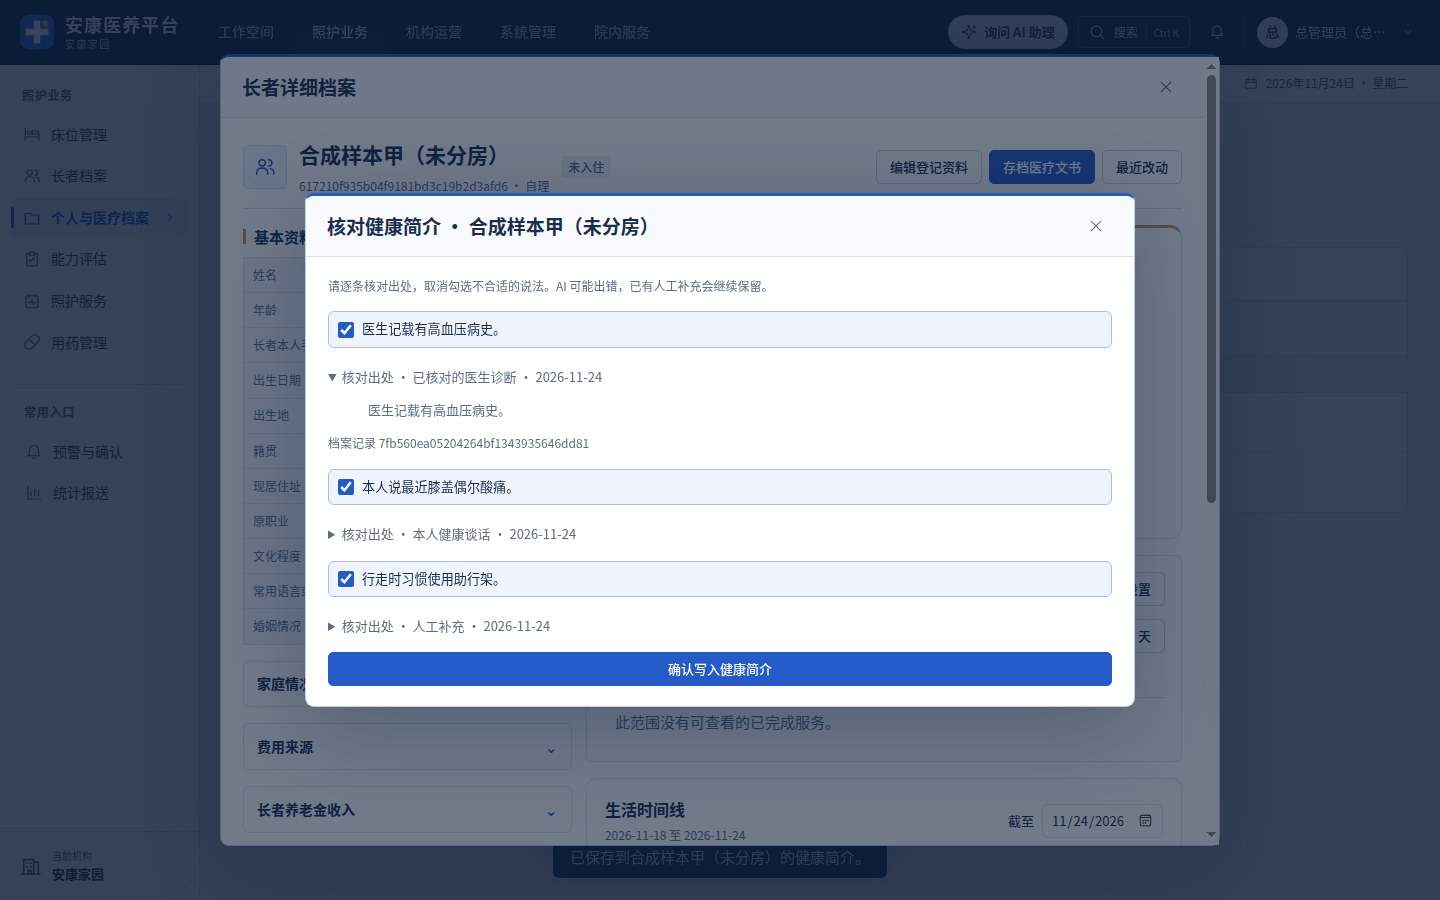 安康医养平台
安康家园
工作空间
照护业务
机构运营
系统管理
院内服务
询问 AI 助理
搜索
Ctrl K
总
总管理员（总…
2026年11月24日 · 星期二
照护业务
床位管理
长者档案
个人与医疗档案
能力评估
照护服务
用药管理
常用入口
预警与确认
统计报送
当前机构
安康家园
长者详细档案
合成样本甲（未分房）
617210f935b04f9181bd3c19b2d3afd6 · 自理
未入住
编辑登记资料
存档医疗文书
最近改动
基本资
姓名
年龄
长者本人
出生日期
出生地
籍贯
现居住址
原职业
文化程度
常用语言
婚姻情况
家庭情
费用来源
长者养老金收入
核对健康简介 · 合成样本甲（未分房）
请逐条核对出处，取消勾选不合适的说法。AI 可能出错，已有人工补充会继续保留。
医生记载有高血压病史。
核对出处 · 已核对的医生诊断 · 2026-11-24
医生记载有高血压病史。
档案记录 7fb560ea05204264bf1343935646dd81
本人说最近膝盖偶尔酸痛。
核对出处 · 本人健康谈话 · 2026-11-24
行走时习惯使用助行架。
核对出处 · 人工补充 · 2026-11-24
确认写入健康简介
置
天
此范围没有可查看的已完成服务。
生活时间线
2026-11-18 至 2026-11-24
截至
11/24/2026
已保存到合成样本甲（未分房）的健康简介。